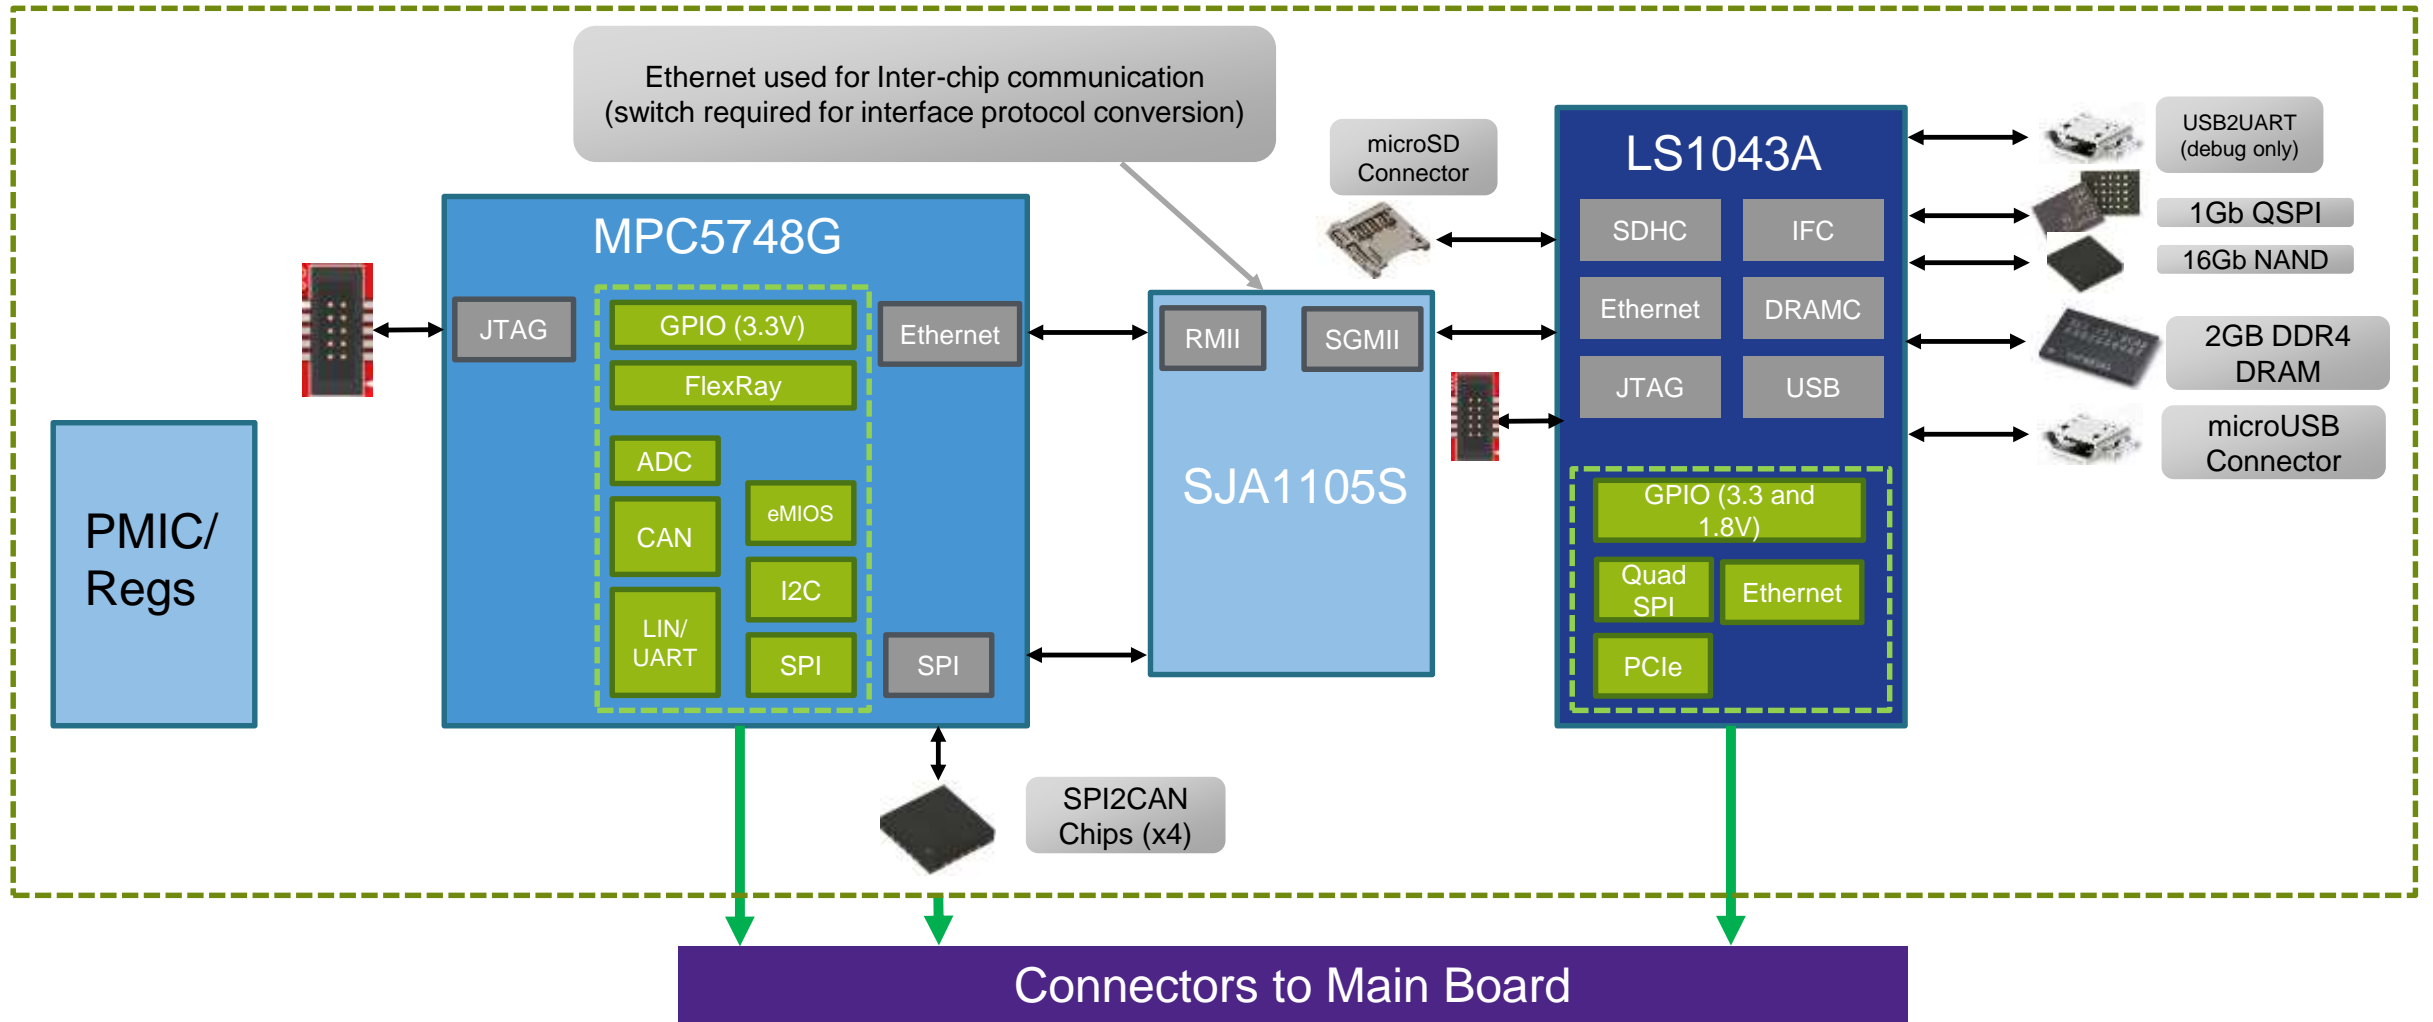 Ethernet used for Inter-chip communication
(switch required for interface protocol conversion)
PMIC/
Regs
MPC5748G
JTAG
GPIO (3.3V)
FlexRay
ADC
CAN
LIN/
UART
eMIOS
I2C
SPI
Ethernet
SPI
SPI2CAN
Chips (x4)
RMII
SGMII
SJA1105S
microSD
Connector
LS1043A
SDHC
IFC
Ethernet
DRAMC
JTAG
USB
GPIO (3.3 and
1.8V)
Quad
SPI
Ethernet
PCIe
USB2UART
(debug only)
1Gb QSPI
16Gb NAND
2GB DDR4
DRAM
microUSB
Connector
Connectors to Main Board